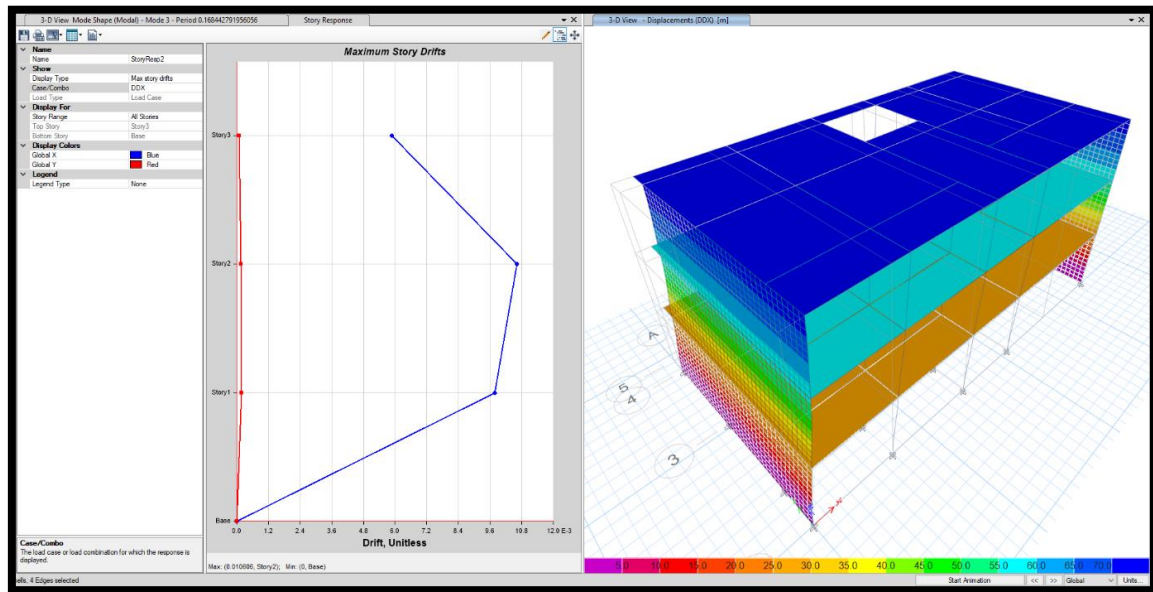 3-D View Mode Shape (Modal) - Mode 3 - Period 0.168442791956056
Story Response
Name
Name StoryResp2
Show
Display Type Max story drifts
Case/Combo DDX
Load Type Load Case
Display For
Story Range All Stories
Top Story Story3
Bottom Story Base
Display Colors
Global X Blue
Global Y Red
Legend
Legend Type None
Case/Combo
The load case or load combination for which the response is
displayed.
Maximum Story Drifts
Story3
Story2
Story1
Base
0.0 1.2 2.4 3.6 4.8 6.0 7.2 8.4 9.6 10.8 12.0 E-3
Drift, Unitless
Max: (0.010686, Story2); Min: (0, Base)
3-D View - Displacements (DDX) [m]
A
5
4
3
X
5.0 10.0 15.0 20.0 25.0 30.0 35.0 40.0 45.0 50.0 55.0 60.0 65.0 70.0
4 Edges selected
Start Animation << >> Global Units...